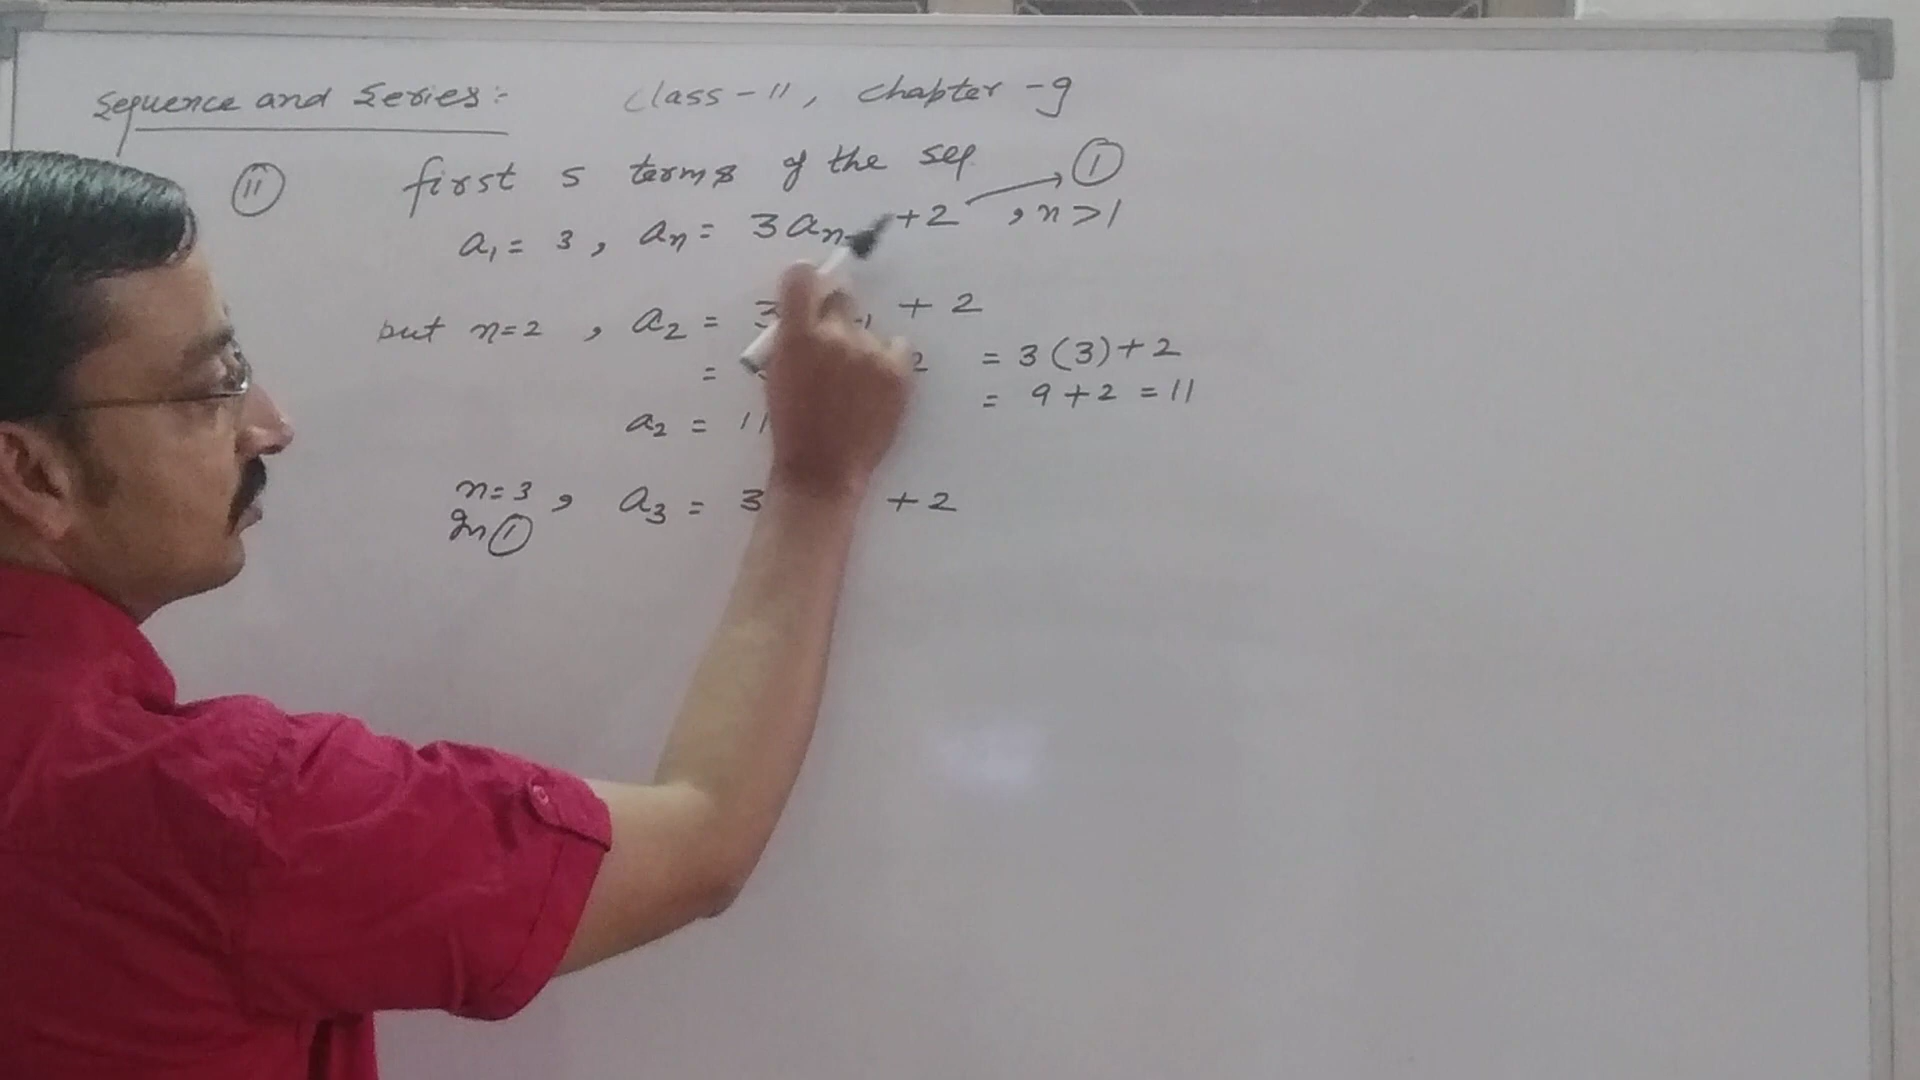 Sequence and Series:- class-11, chapter-9
(11) first 5 terms of the seq. (1)
a₁ = 3, aₙ = 3aₙ₋ +2, n>1
put n=2, a₂ = 3 + 2
= 2 = 3(3)+2
a₂ = 11 = 9+2 = 11
n=3, a₃ = 3 +2
In (1)